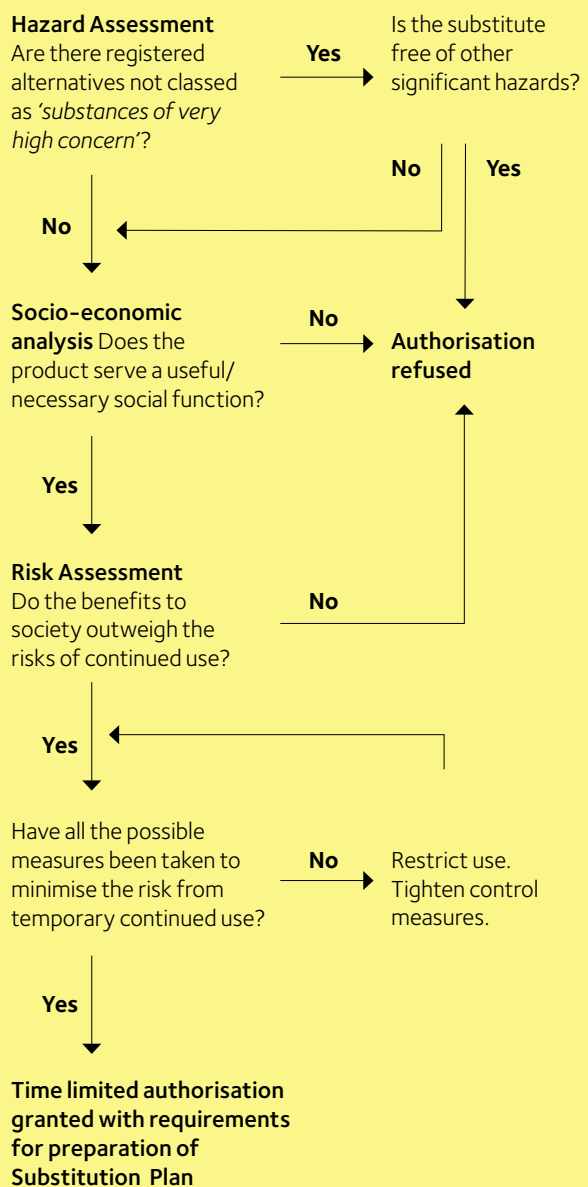 Hazard Assessment
Are there registered
alternatives not classed
as ‘substances of very
high concern’?
Yes
Is the substitute
free of other
significant hazards?
No
Yes
No
Socio-economic
analysis Does the
product serve a useful/
necessary social function?
No
Authorisation
refused
Yes
Risk Assessment
Do the benefits to
society outweigh the
risks of continued use?
No
Yes
Have all the possible
measures been taken to
minimise the risk from
temporary continued use?
No
Restrict use.
Tighten control
measures.
Yes
Time limited authorisation
granted with requirements
for preparation of
Substitution Plan